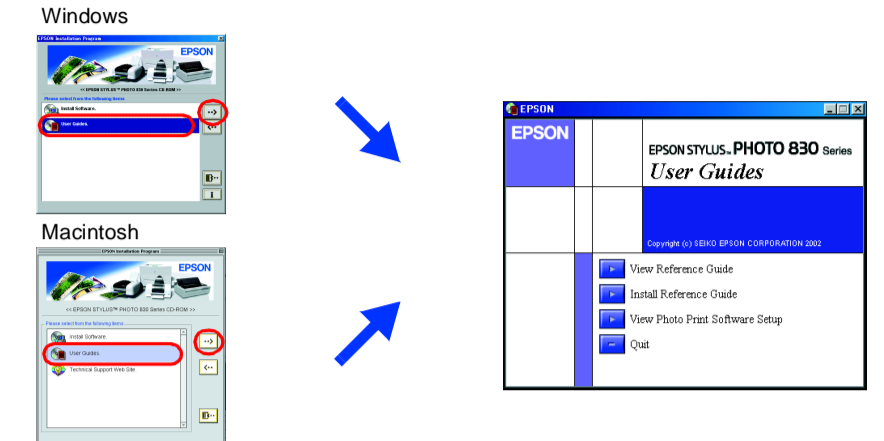 Windows
EPSON Installation Program
EPSON
<< EPSON STYLUS™ PHOTO 830 Series CD-ROM >>
Please select from the following items
Install Software.
User Guides.
Macintosh
EPSON Installation Program
EPSON
<< EPSON STYLUS™ PHOTO 830 Series CD-ROM >>
Please select from the following items
Install Software
User Guides
Technical Support Web Site
EPSON
EPSON
EPSON STYLUS™ PHOTO 830 Series
User Guides
Copyright (c) SEIKO EPSON CORPORATION 2002
View Reference Guide
Install Reference Guide
View Photo Print Software Setup
Quit